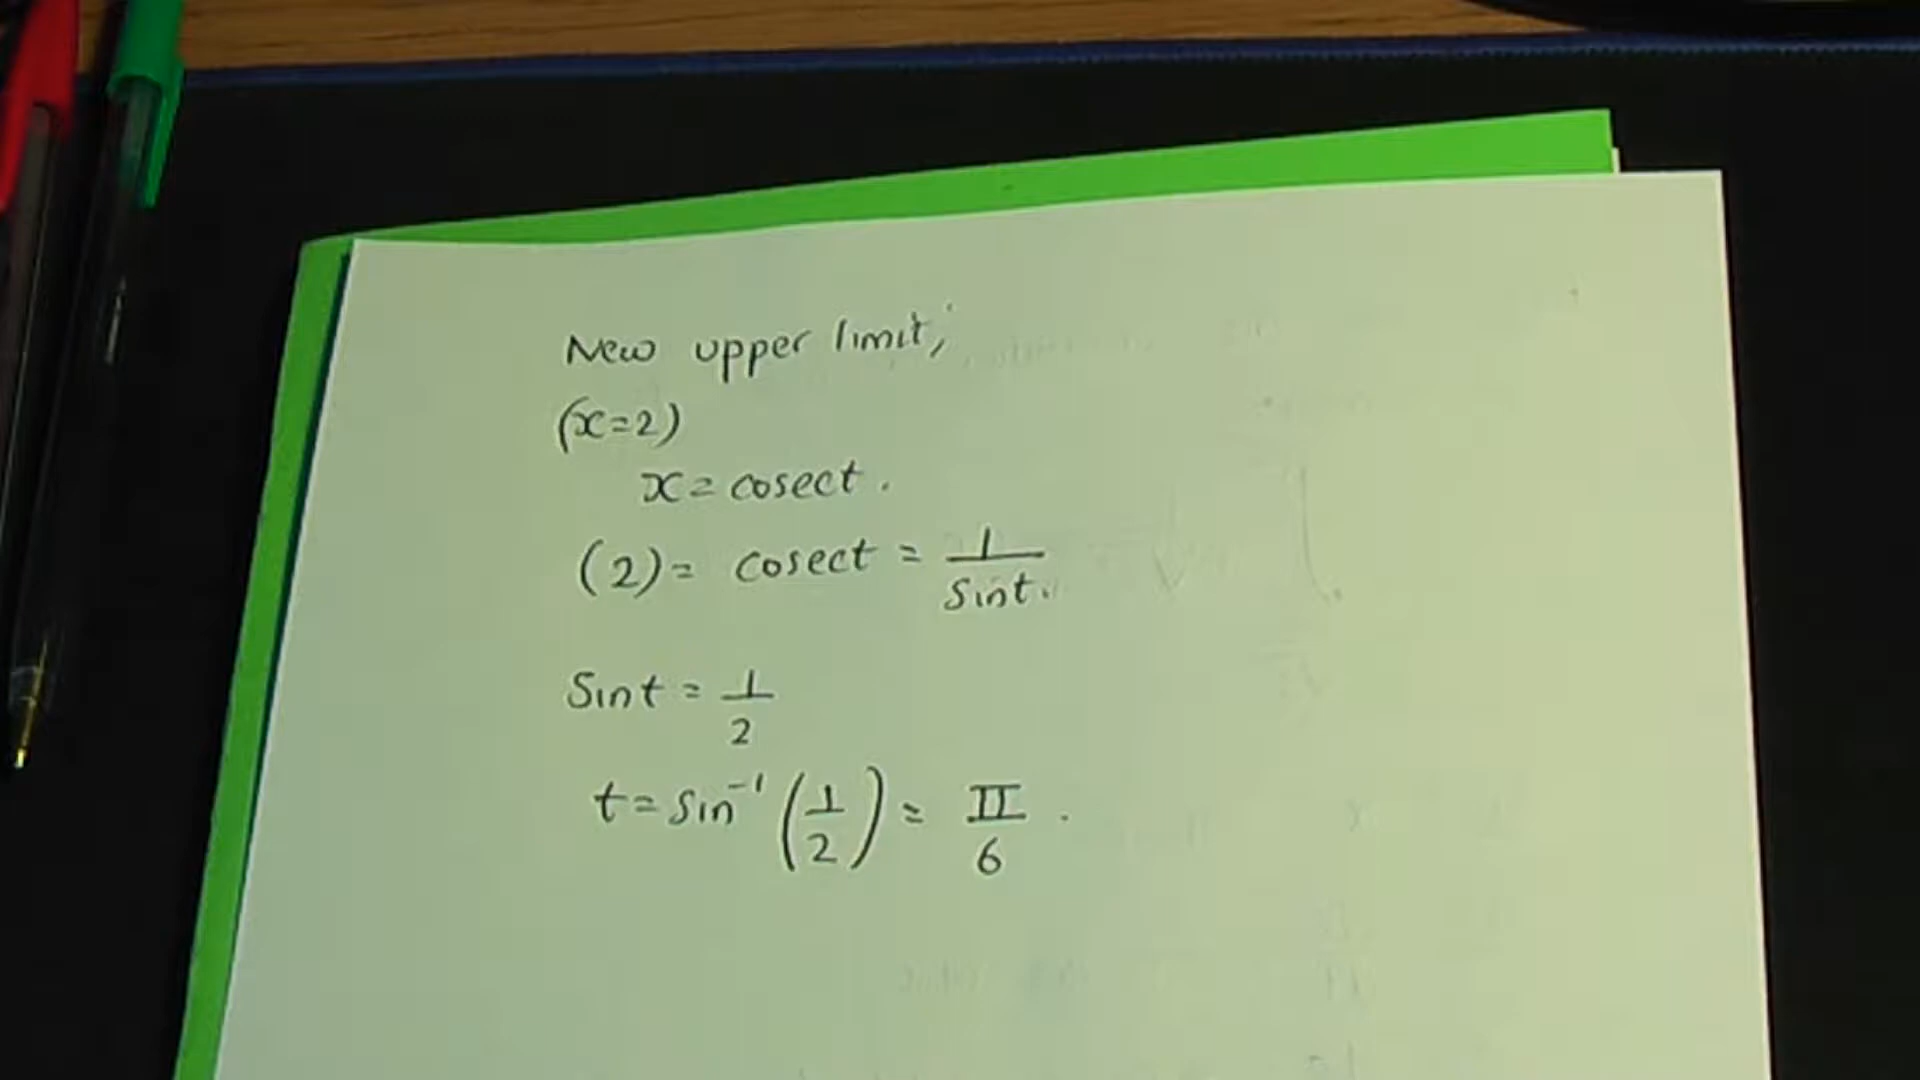 New upper limit;
(x=2)
x = cosect.
(2) = cosect = 1/sint.
Sint = 1/2
t = sin⁻¹ (1/2) = π/6.